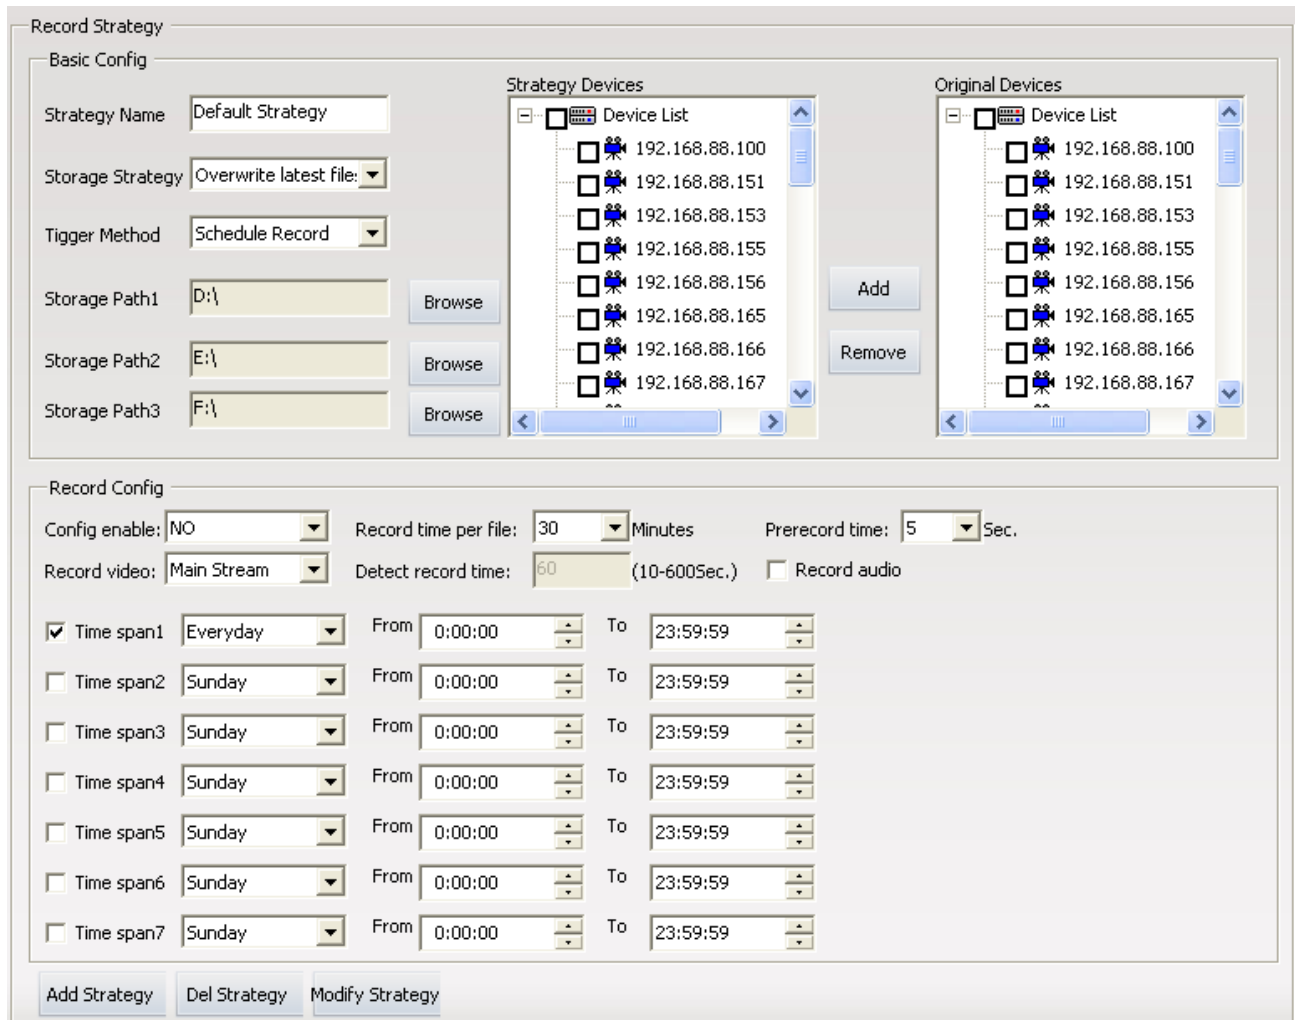 Record Strategy
Basic Config
Strategy Name Default Strategy
Storage Strategy Overwrite latest file:
Tigger Method Schedule Record
Storage Path1 D:\ Browse
Storage Path2 E:\ Browse
Storage Path3 F:\ Browse
Strategy Devices
Device List
192.168.88.100
192.168.88.151
192.168.88.153
192.168.88.155
192.168.88.156
192.168.88.165
192.168.88.166
192.168.88.167
Add
Remove
Original Devices
Device List
192.168.88.100
192.168.88.151
192.168.88.153
192.168.88.155
192.168.88.156
192.168.88.165
192.168.88.166
192.168.88.167
Record Config
Config enable: NO Record time per file: 30 Minutes Prerecord time: 5 Sec.
Record video: Main Stream Detect record time: 60 (10-600Sec.) Record audio
Time span1 Everyday From 0:00:00 To 23:59:59
Time span2 Sunday From 0:00:00 To 23:59:59
Time span3 Sunday From 0:00:00 To 23:59:59
Time span4 Sunday From 0:00:00 To 23:59:59
Time span5 Sunday From 0:00:00 To 23:59:59
Time span6 Sunday From 0:00:00 To 23:59:59
Time span7 Sunday From 0:00:00 To 23:59:59
Add Strategy Del Strategy Modify Strategy